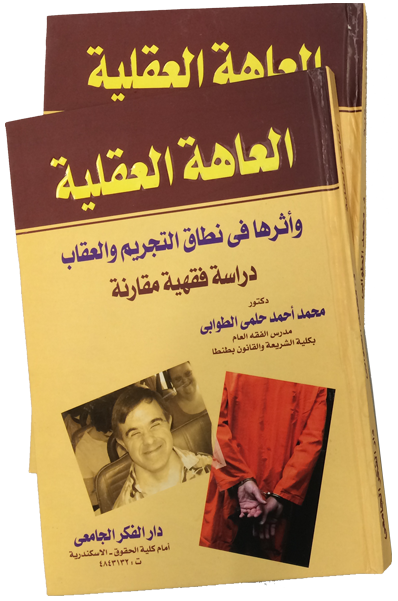 العاهة العقلية
العاهة العقلية
وأثرها فى نطاق التجريم والعقاب
دراسة فقهية مقارنة
دكتور
محمد أحمد حلمى الطوابى
مدرس الفقه العام
بكلية الشريعة والقانون بطنطا
دار الفكر الجامعى
أمام كلية الحقوق - الاسكندرية
ت : ٤٨٤٣١٣٢